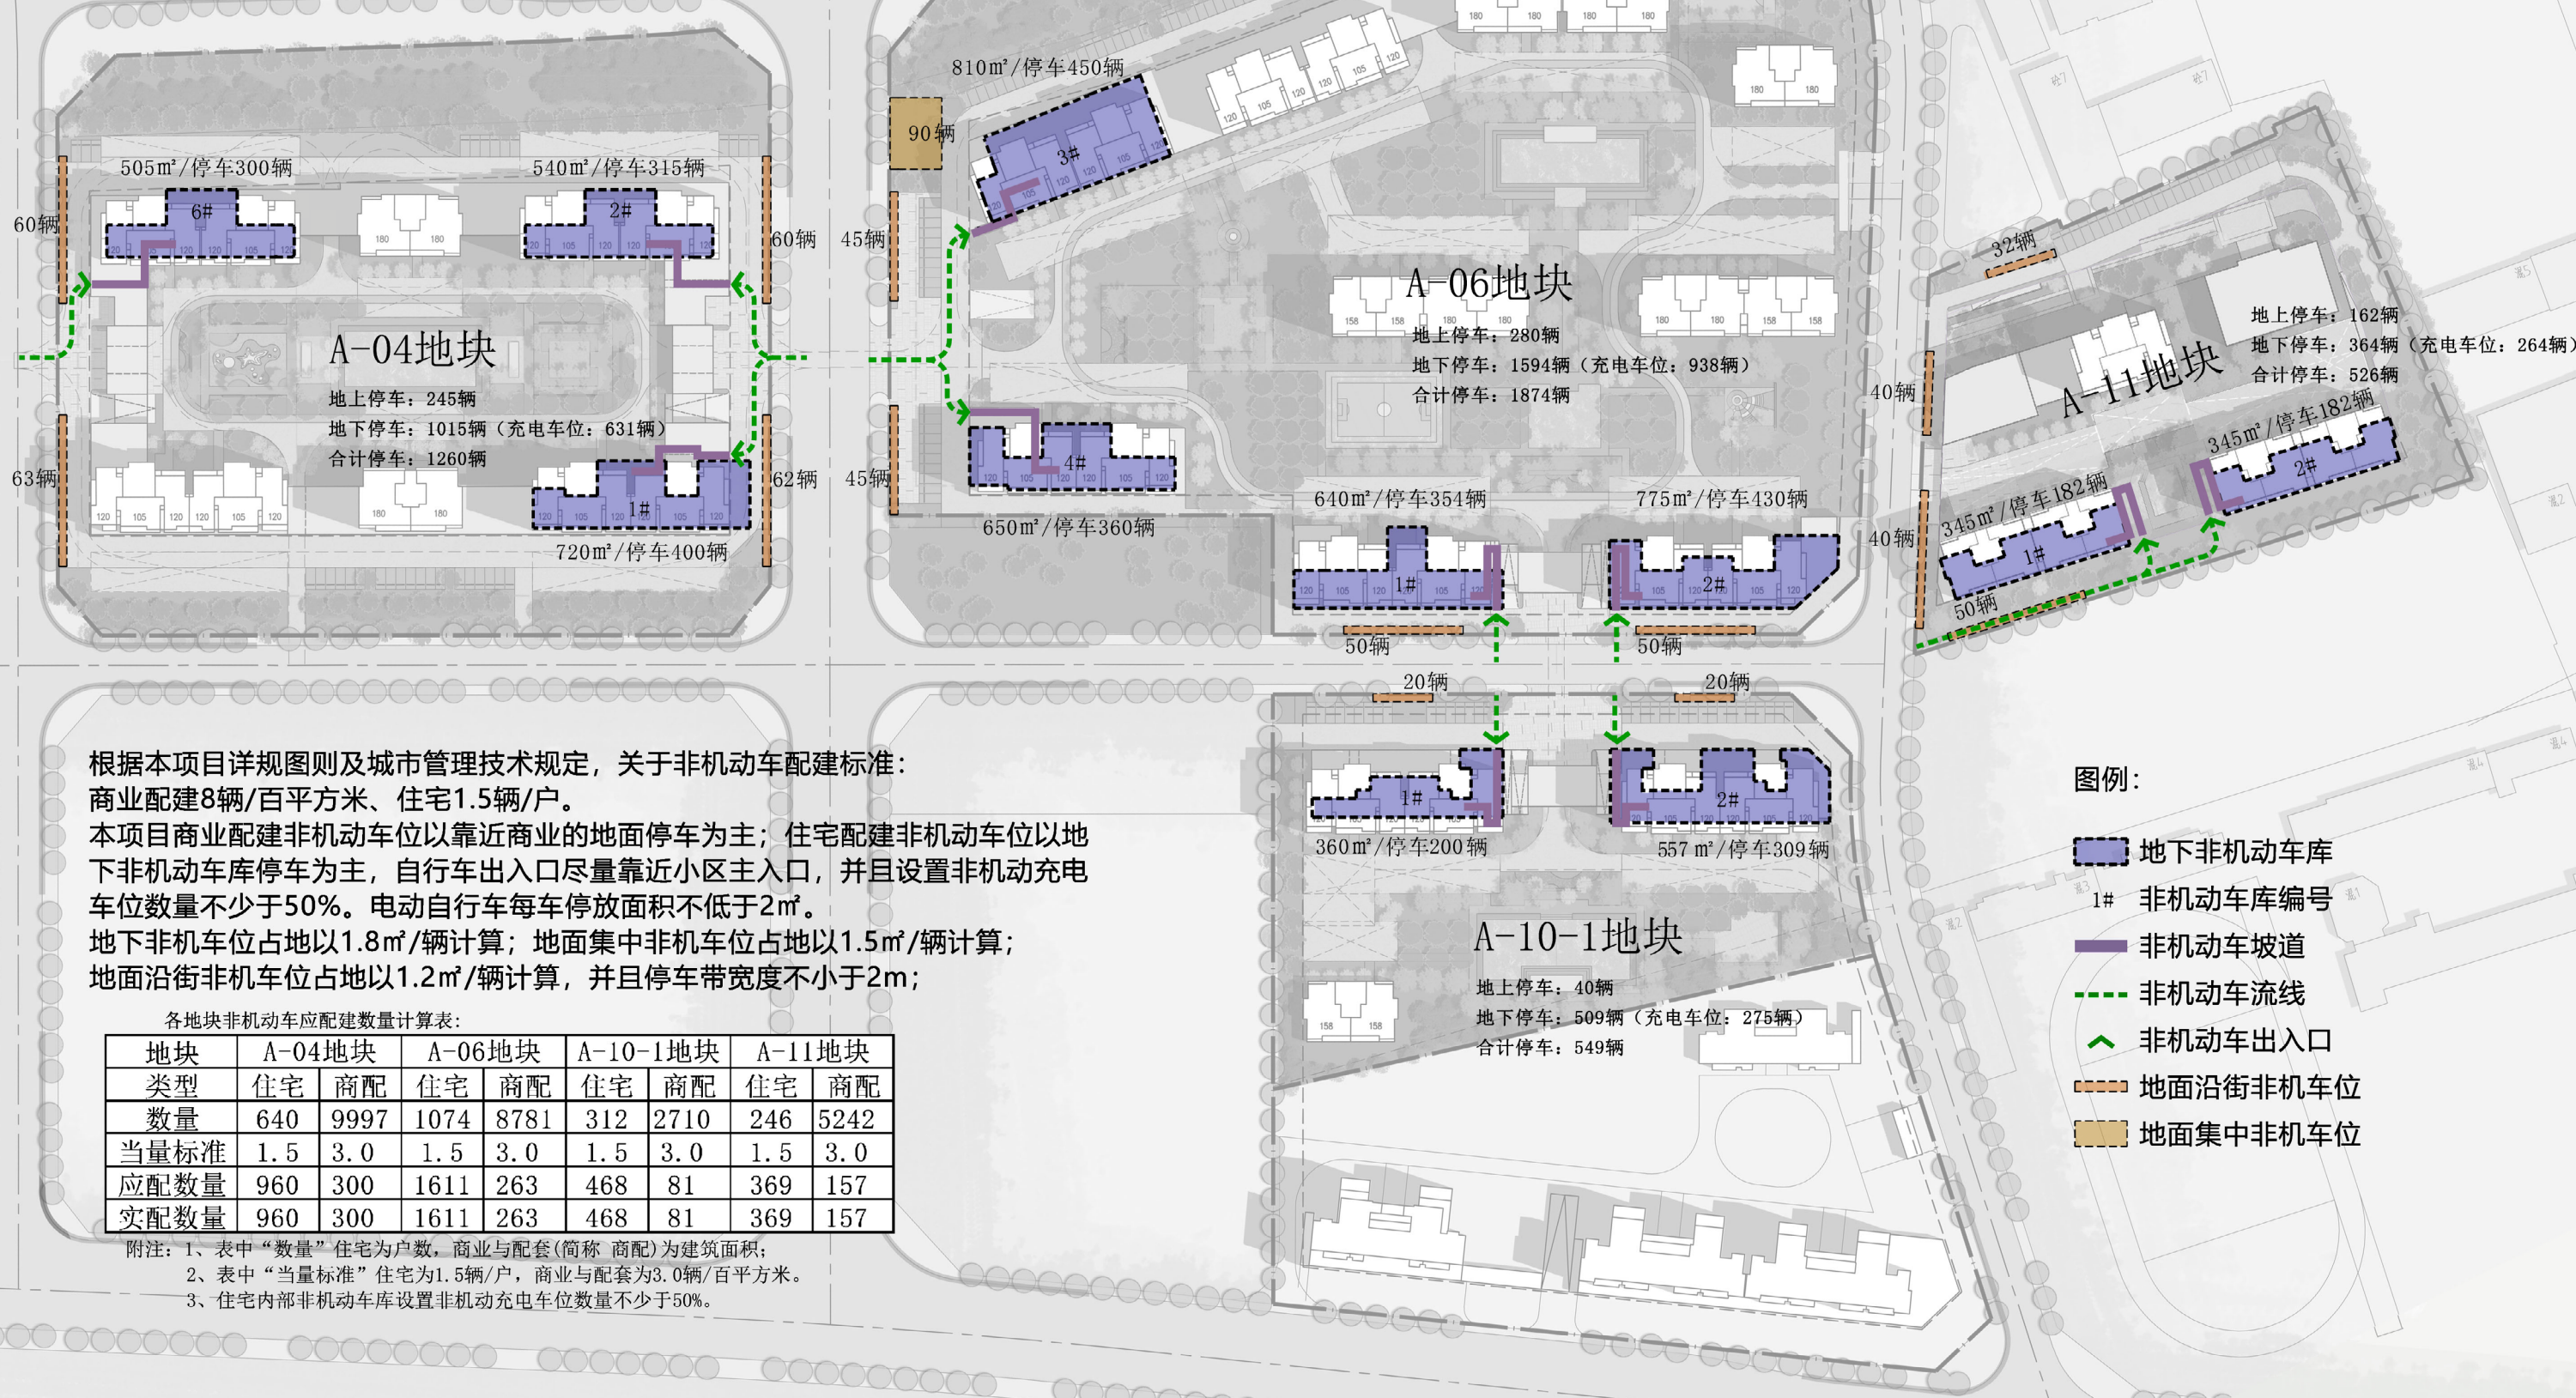 810㎡/停车450辆
90辆
505㎡/停车300辆
540㎡/停车315辆
6#
2#
3#
60辆
60辆
45辆
A-04地块
地上停车：245辆
地下停车：1015辆（充电车位：631辆）
合计停车：1260辆
63辆
62辆
45辆
1#
720㎡/停车400辆
A-06地块
地上停车：280辆
地下停车：1594辆（充电车位：938辆）
合计停车：1874辆
4#
650㎡/停车360辆
640㎡/停车354辆
775㎡/停车430辆
1#
2#
50辆
50辆
32辆
地上停车：162辆
地下停车：364辆（充电车位：264辆）
合计停车：526辆
A-11地块
40辆
40辆
345㎡/停车182辆
345㎡/停车182辆
1#
2#
50辆
20辆
20辆
1#
2#
360㎡/停车200辆
557㎡/停车309辆
A-10-1地块
地上停车：40辆
地下停车：509辆（充电车位：275辆）
合计停车：549辆
根据本项目详规图则及城市管理技术规定，关于非机动车配建标准：
商业配建8辆/百平方米、住宅1.5辆/户。
本项目商业配建非机动车位以靠近商业的地面停车为主；住宅配建非机动车位以地
下非机动车库停车为主，自行车出入口尽量靠近小区主入口，并且设置非机动充电
车位数量不少于50%。电动自行车每车停放面积不低于2㎡。
地下非机车位占地以1.8㎡/辆计算；地面集中非机车位占地以1.5㎡/辆计算；
地面沿街非机车位占地以1.2㎡/辆计算，并且停车带宽度不小于2m；
各地块非机动车应配建数量计算表：
地块 A-04地块 A-06地块 A-10-1地块 A-11地块
类型 住宅 商配 住宅 商配 住宅 商配 住宅 商配
数量 640 9997 1074 8781 312 2710 246 5242
当量标准 1.5 3.0 1.5 3.0 1.5 3.0 1.5 3.0
应配数量 960 300 1611 263 468 81 369 157
实配数量 960 300 1611 263 468 81 369 157
附注：1、表中“数量”住宅为户数，商业与配套(简称 商配)为建筑面积；
2、表中“当量标准”住宅为1.5辆/户，商业与配套为3.0辆/百平方米。
3、住宅内部非机动车库设置非机动充电车位数量不少于50%。
图例：
地下非机动车库
1# 非机动车库编号
非机动车坡道
非机动车流线
非机动车出入口
地面沿街非机车位
地面集中非机车位